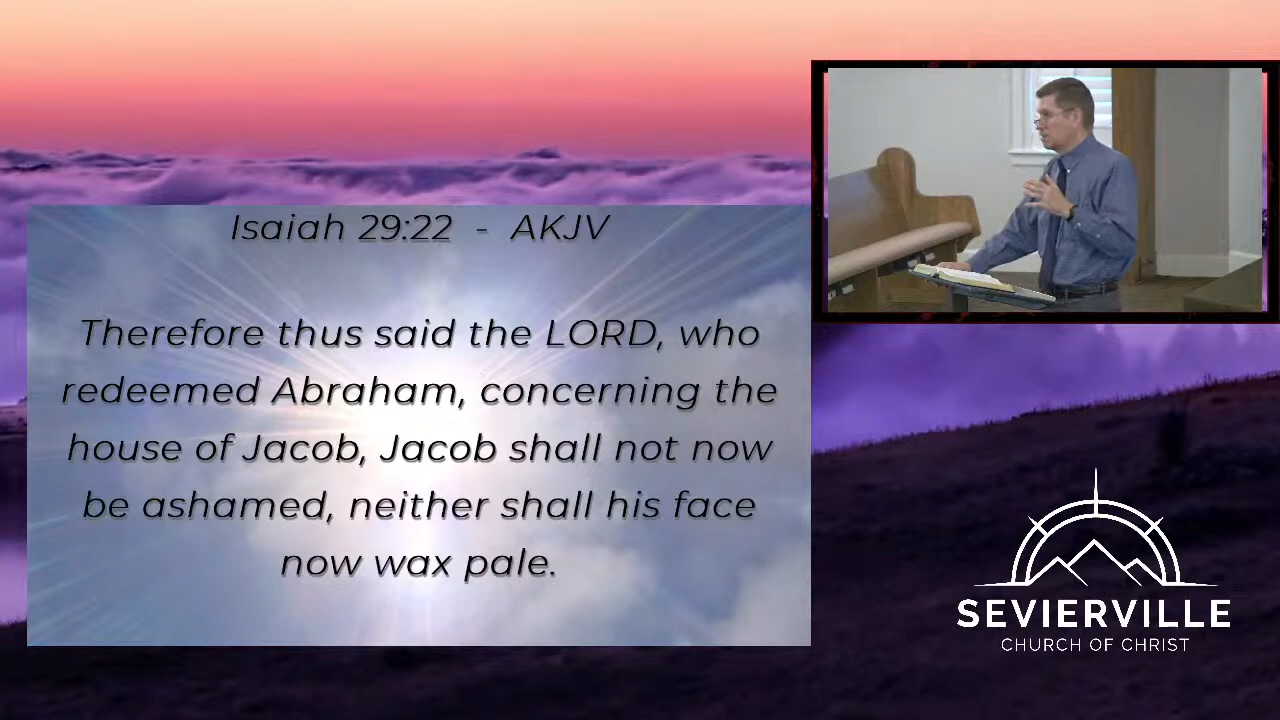 Isaiah 29:22 - AKJV
Therefore thus said the LORD, who
redeemed Abraham, concerning the
house of Jacob, Jacob shall not now
be ashamed, neither shall his face
now wax pale.
SEVIERVILLE
CHURCH OF CHRIST